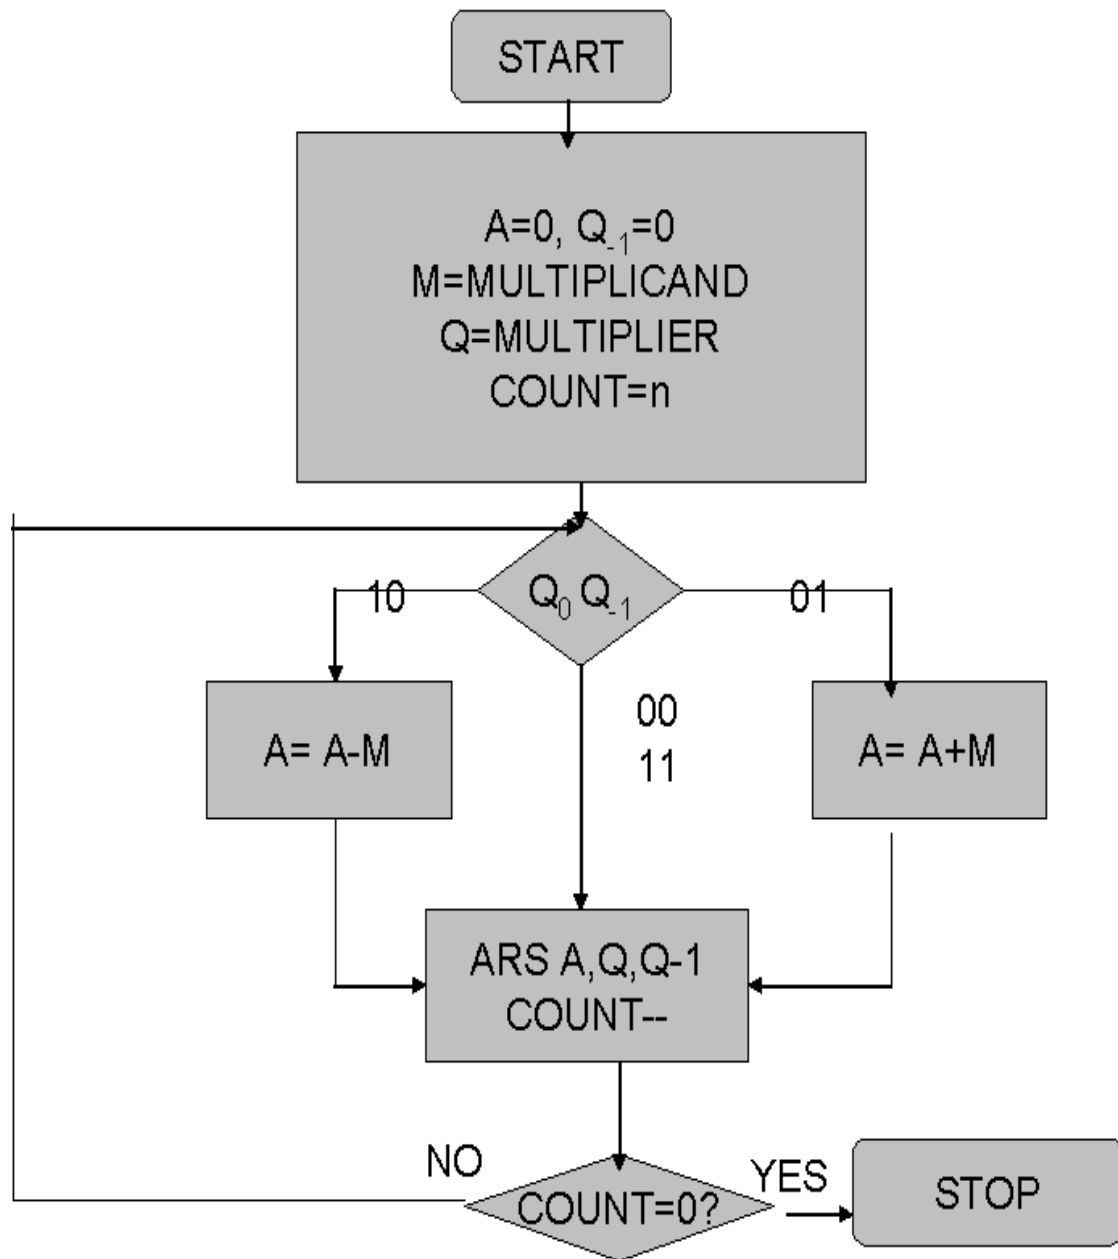 START
A=0, Q-1=0
M=MULTIPLICAND
Q=MULTIPLIER
COUNT=n
10
Q0 Q-1
01
00
11
A= A-M
A= A+M
ARS A,Q,Q-1
COUNT--
NO
COUNT=0?
YES
STOP